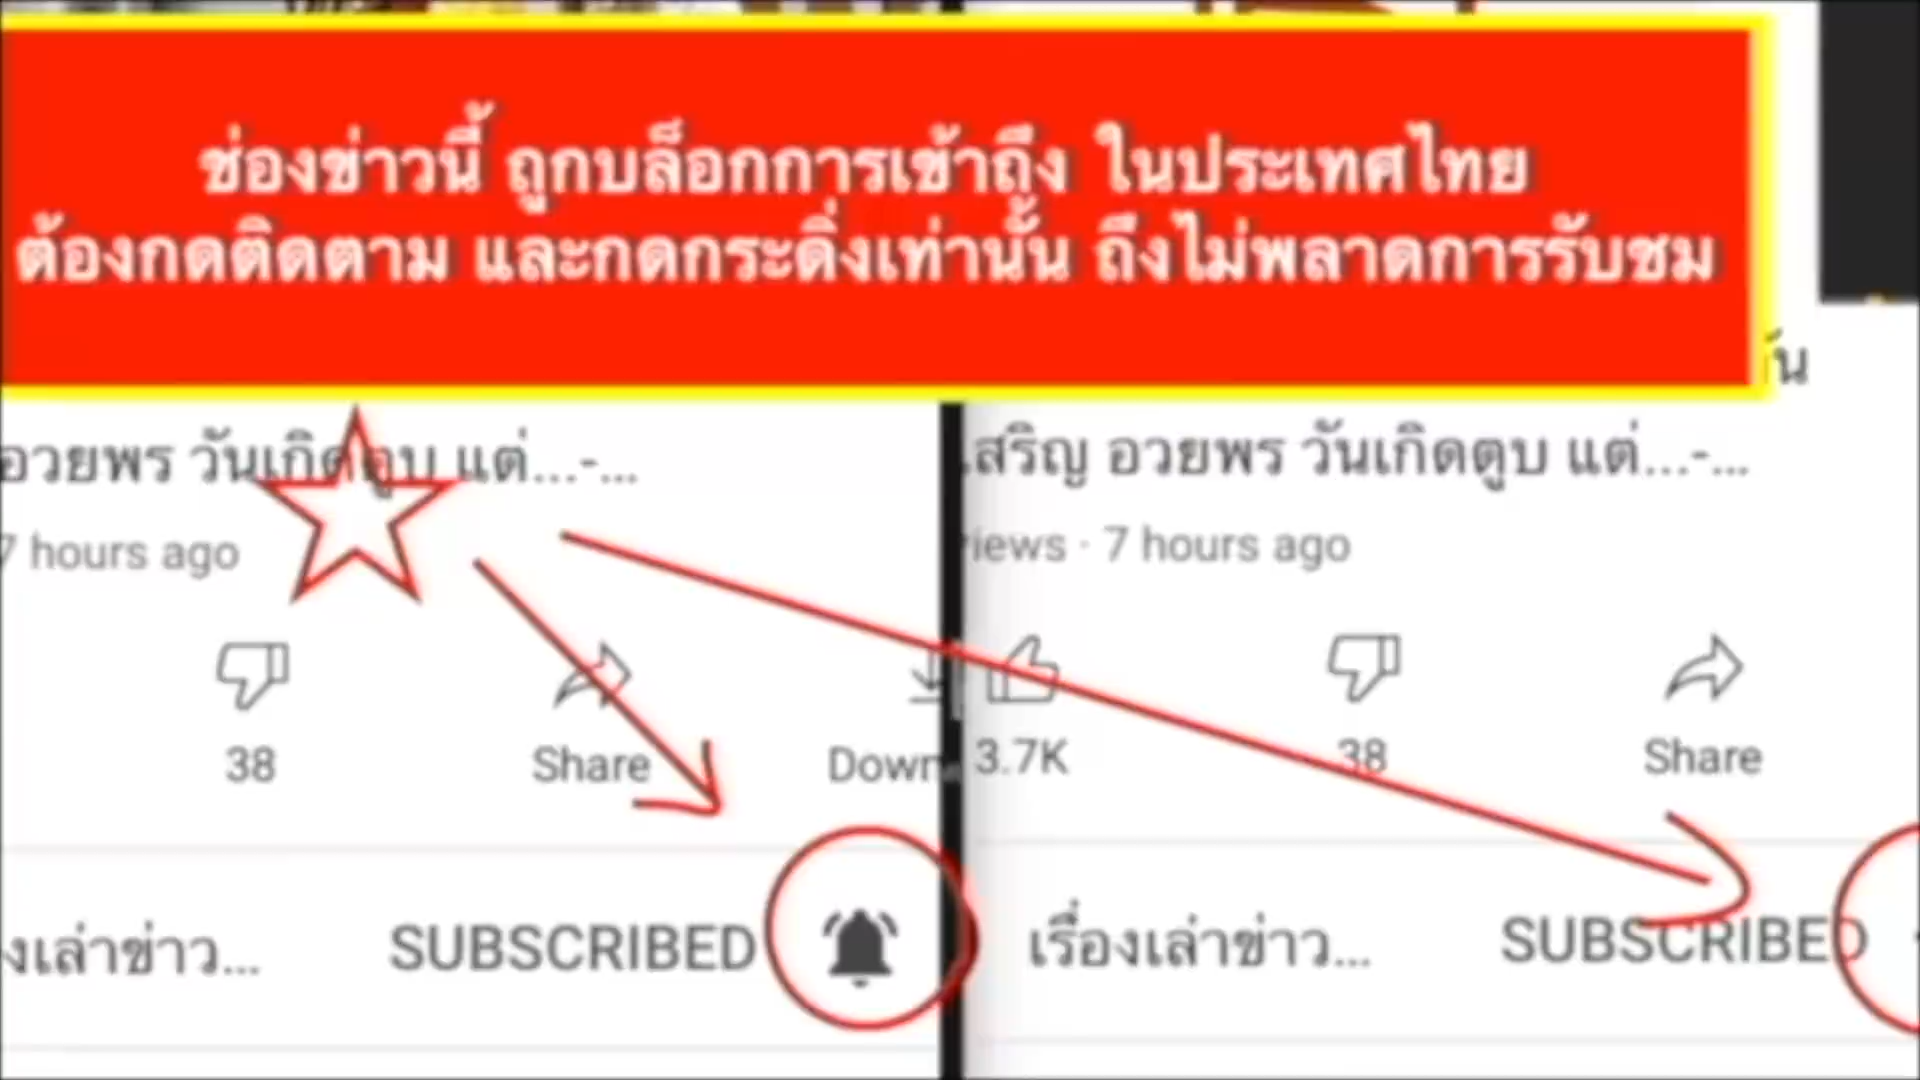 ช่องข่าวนี้ ถูกบล็อกการเข้าถึง ในประเทศไทย
ต้องกดติดตาม และกดกระดิ่งเท่านั้น ถึงไม่พลาดการรับชม
อวยพร วันเกิดตูบ แต่...-...
7 hours ago
38
Share
Down
งเล่าข่าว...
SUBSCRIBED
ัน
.สริญ อวยพร วันเกิดตูบ แต่...-...
iews · 7 hours ago
3.7K
38
Share
เรื่องเล่าข่าว...
SUBSCRIBED